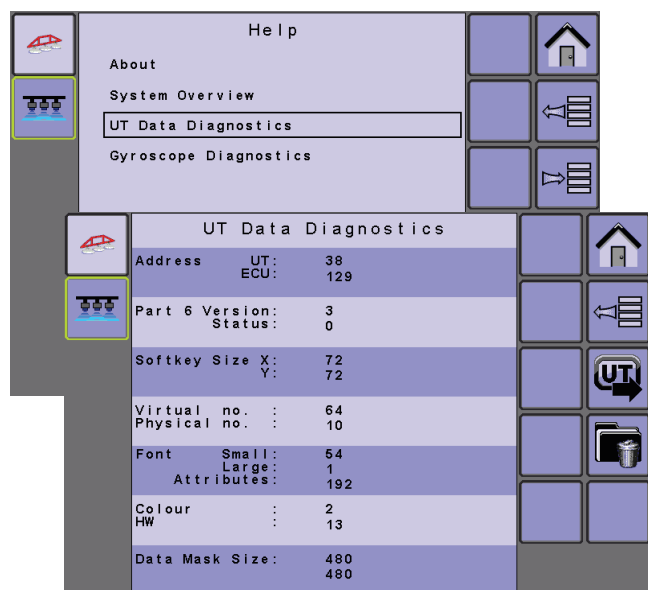 Help
About
System Overview
UT Data Diagnostics
Gyroscope Diagnostics
UT Data Diagnostics
Address UT: 38
ECU: 129
Part 6 Version: 3
Status: 0
Softkey Size X: 72
Y: 72
Virtual no. : 64
Physical no. : 10
Font Small: 54
Large: 1
Attributes: 192
Colour : 2
HW : 13
Data Mask Size: 480
480
UT